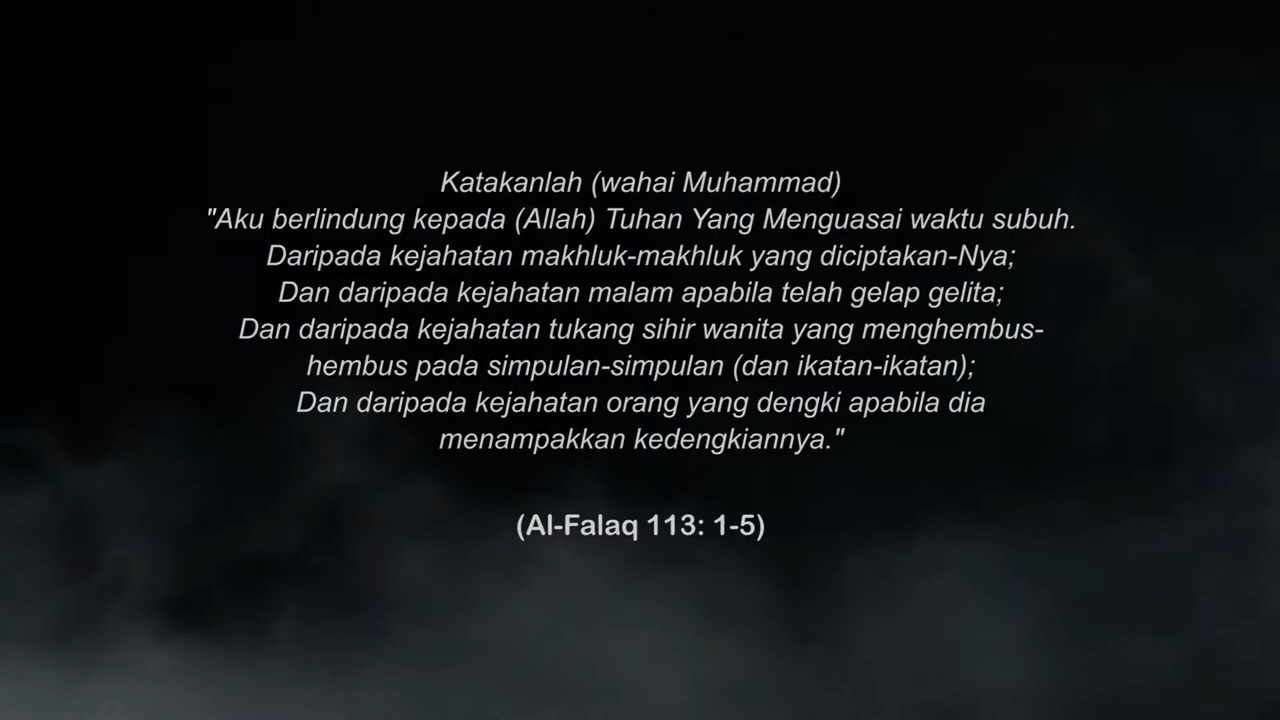 Katakanlah (wahai Muhammad)
"Aku berlindung kepada (Allah) Tuhan Yang Menguasai waktu subuh.
Daripada kejahatan makhluk-makhluk yang diciptakan-Nya;
Dan daripada kejahatan malam apabila telah gelap gelita;
Dan daripada kejahatan tukang sihir wanita yang menghembus-
hembus pada simpulan-simpulan (dan ikatan-ikatan);
Dan daripada kejahatan orang yang dengki apabila dia
menampakkan kedengkiannya."
(Al-Falaq 113: 1-5)